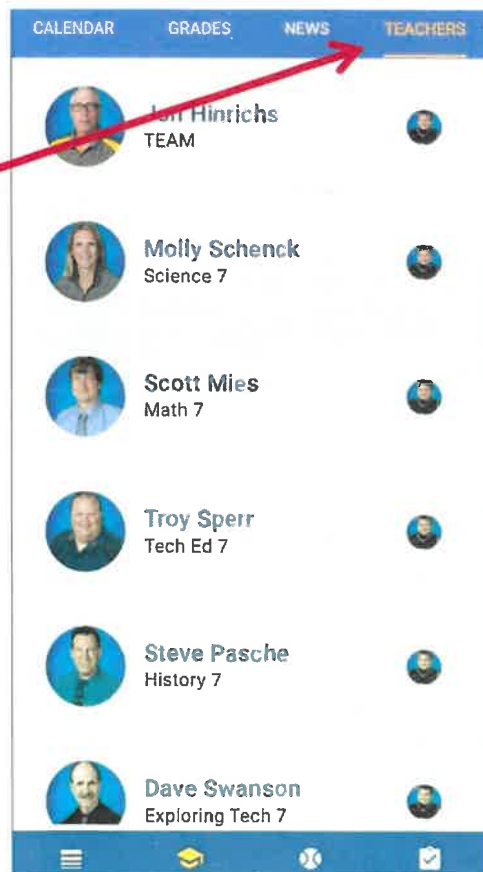 CALENDAR GRADES NEWS TEACHERS
Hinrichs
TEAM
Molly Schenck
Science 7
Scott Mies
Math 7
Troy Sperr
Tech Ed 7
Steve Pasche
History 7
Dave Swanson
Exploring Tech 7